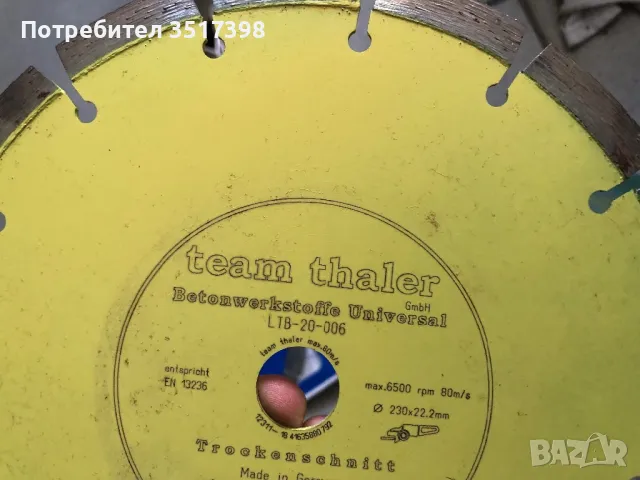 Потребител 3517398
team thaler
GmbH
Betonwerkstoffe Universal
LTB-20-006
team thaler max.80m/s
entspricht
EN 13236
max.6500 rpm 80m/s
Ø 230x22.2mm
Trockenschnitt
Made in
BAZAR